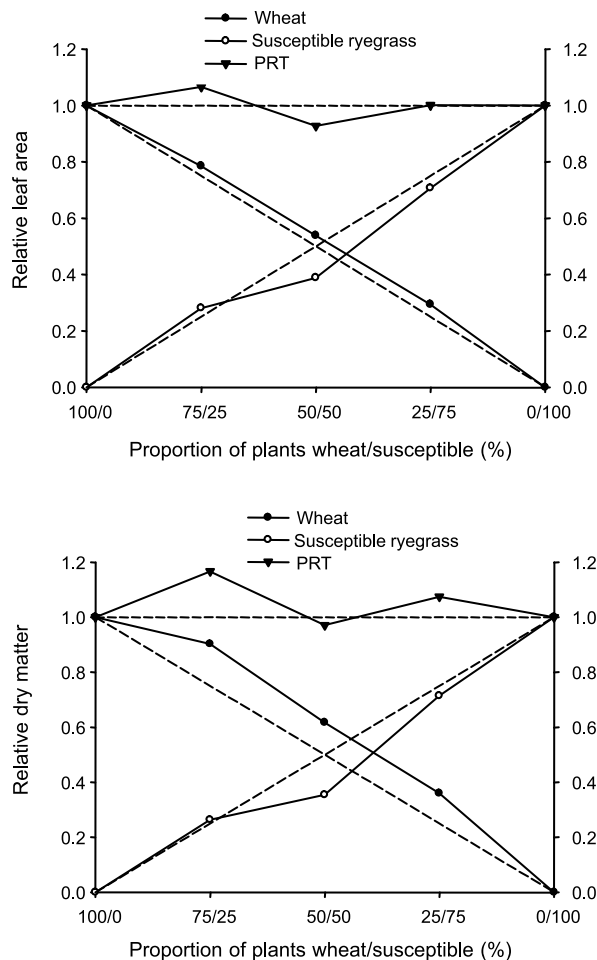 Wheat
Susceptible ryegrass
PRT
1.2 1.2
1.0 1.0
0.8 0.8
0.6 0.6
0.4 0.4
0.2 0.2
0.0 0.0
Relative leaf area
100/0 75/25 50/50 25/75 0/100
Proportion of plants wheat/susceptible (%)
Wheat
Susceptible ryegrass
PRT
1.2 1.2
1.0 1.0
0.8 0.8
0.6 0.6
0.4 0.4
0.2 0.2
0.0 0.0
Relative dry matter
100/0 75/25 50/50 25/75 0/100
Proportion of plants wheat/susceptible (%)